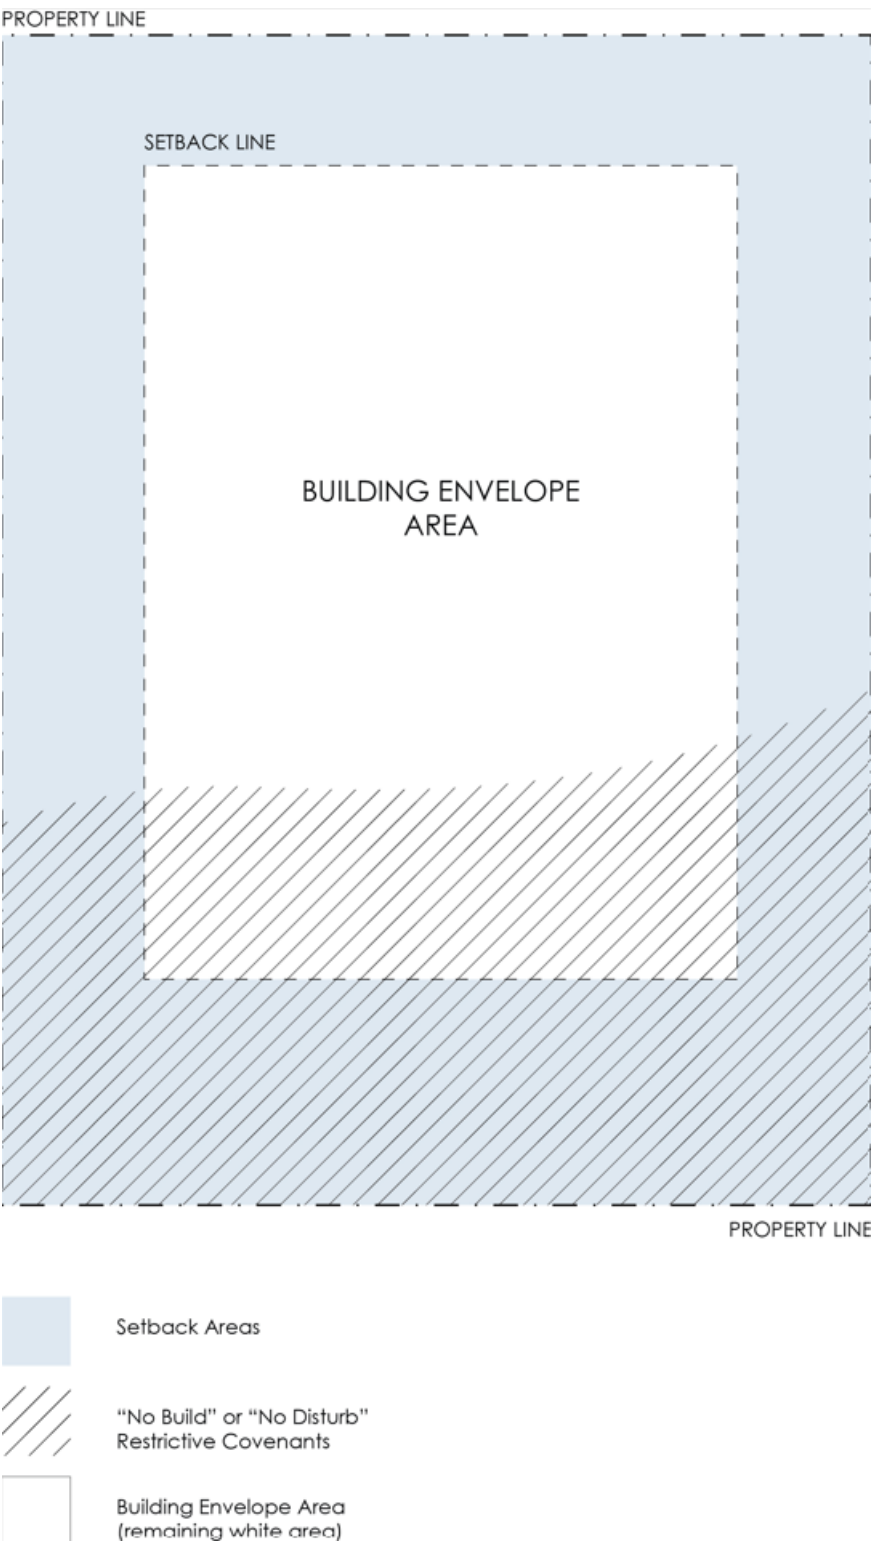 PROPERTY LINE
SETBACK LINE
BUILDING ENVELOPE
AREA
PROPERTY LINE
Setback Areas
“No Build” or “No Disturb”
Restrictive Covenants
Building Envelope Area
(remaining white area)